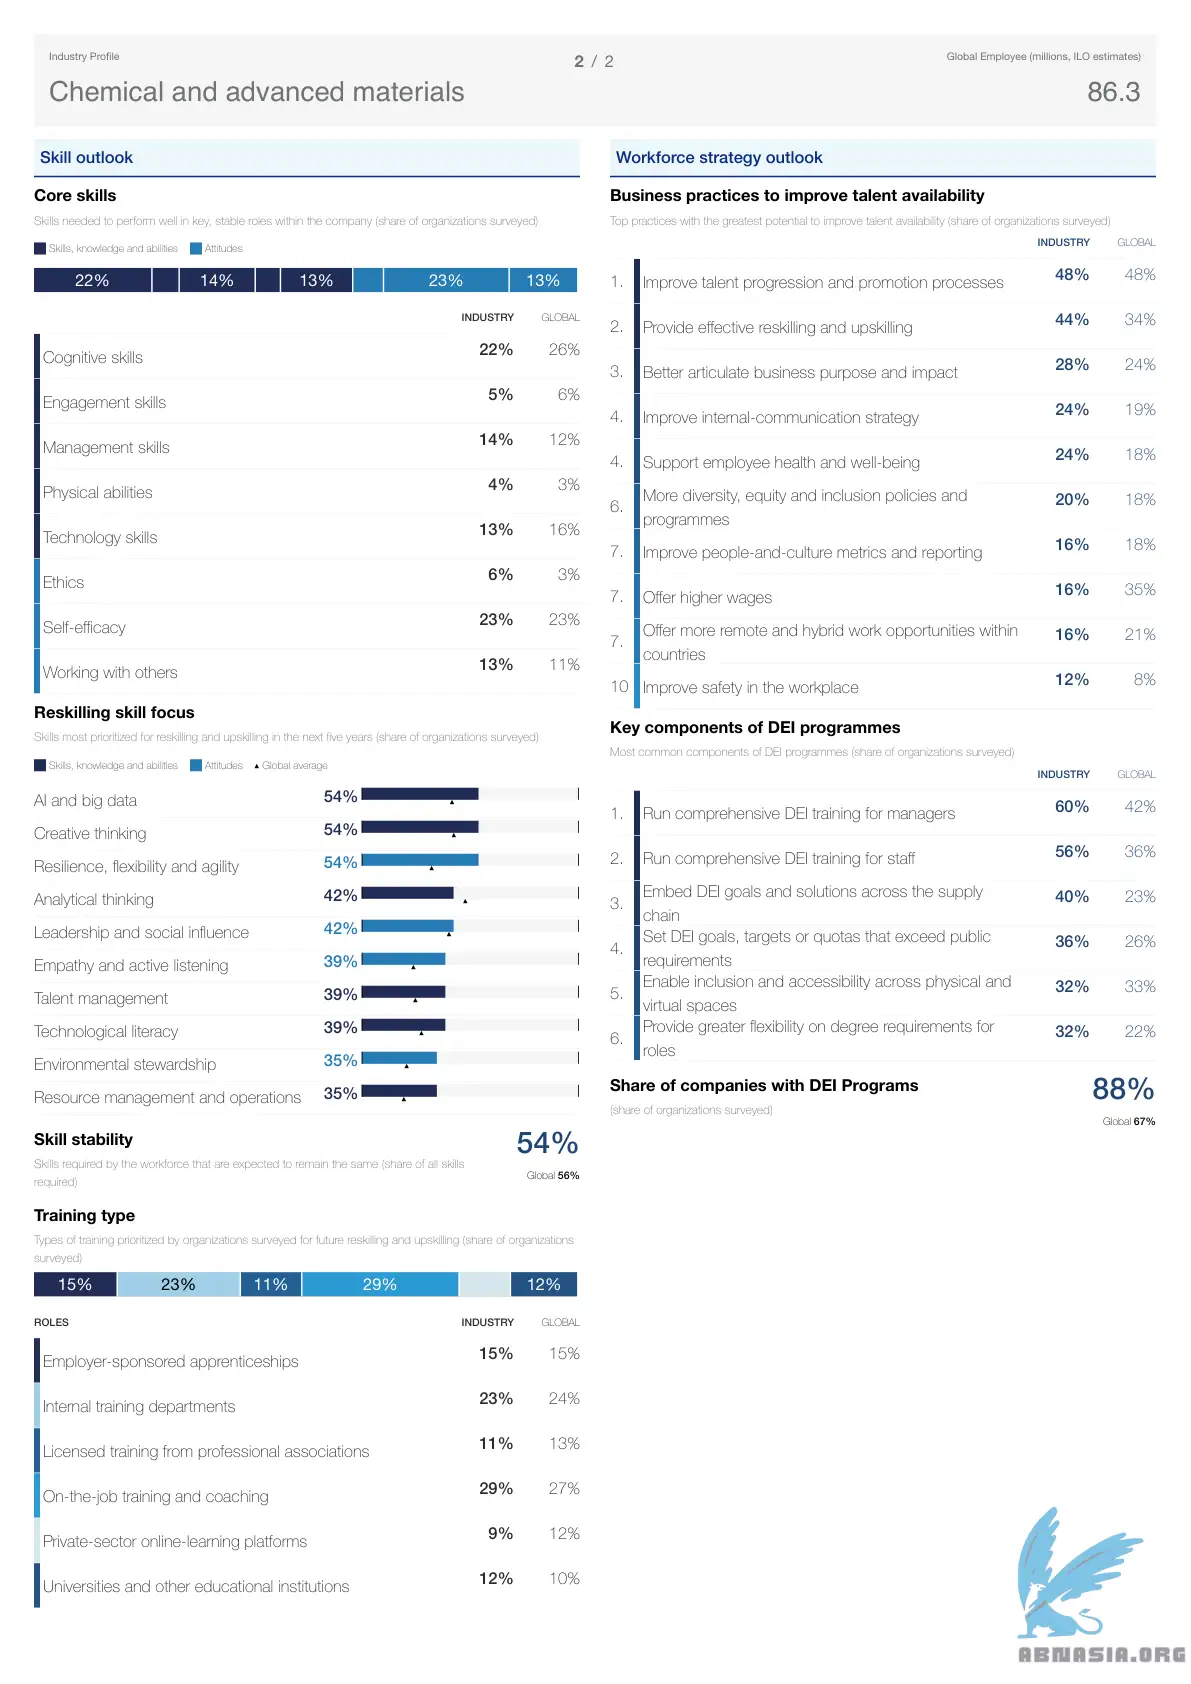 Industry Profile
2 / 2
Global Employee (millions, ILO estimates)
Chemical and advanced materials
86.3
Skill outlook
Core skills
Skills needed to perform well in key, stable roles within the company (share of organizations surveyed)
Skills, knowledge and abilities Attitudes
22% 14% 13% 23% 13%
INDUSTRY GLOBAL
Cognitive skills 22% 26%
Engagement skills 5% 6%
Management skills 14% 12%
Physical abilities 4% 3%
Technology skills 13% 16%
Ethics 6% 3%
Self-efficacy 23% 23%
Working with others 13% 11%
Reskilling skill focus
Skills most prioritized for reskilling and upskilling in the next five years (share of organizations surveyed)
Skills, knowledge and abilities Attitudes Global average
AI and big data 54%
Creative thinking 54%
Resilience, flexibility and agility 54%
Analytical thinking 42%
Leadership and social influence 42%
Empathy and active listening 39%
Talent management 39%
Technological literacy 39%
Environmental stewardship 35%
Resource management and operations 35%
Skill stability
54%
Skills required by the workforce that are expected to remain the same (share of all skills
required)
Global 56%
Training type
Types of training prioritized by organizations surveyed for future reskilling and upskilling (share of organizations
surveyed)
15% 23% 11% 29% 12%
ROLES INDUSTRY GLOBAL
Employer-sponsored apprenticeships 15% 15%
Internal training departments 23% 24%
Licensed training from professional associations 11% 13%
On-the-job training and coaching 29% 27%
Private-sector online-learning platforms 9% 12%
Universities and other educational institutions 12% 10%
Workforce strategy outlook
Business practices to improve talent availability
Top practices with the greatest potential to improve talent availability (share of organizations surveyed)
INDUSTRY GLOBAL
1. Improve talent progression and promotion processes 48% 48%
2. Provide effective reskilling and upskilling 44% 34%
3. Better articulate business purpose and impact 28% 24%
4. Improve internal-communication strategy 24% 19%
4. Support employee health and well-being 24% 18%
6. More diversity, equity and inclusion policies and
programmes 20% 18%
7. Improve people-and-culture metrics and reporting 16% 18%
7. Offer higher wages 16% 35%
7. Offer more remote and hybrid work opportunities within
countries 16% 21%
10 Improve safety in the workplace 12% 8%
Key components of DEI programmes
Most common components of DEI programmes (share of organizations surveyed)
INDUSTRY GLOBAL
1. Run comprehensive DEI training for managers 60% 42%
2. Run comprehensive DEI training for staff 56% 36%
3. Embed DEI goals and solutions across the supply
chain 40% 23%
4. Set DEI goals, targets or quotas that exceed public
requirements 36% 26%
5. Enable inclusion and accessibility across physical and
virtual spaces 32% 33%
6. Provide greater flexibility on degree requirements for
roles 32% 22%
Share of companies with DEI Programs
88%
(share of organizations surveyed)
Global 67%
ABNASIA.ORG